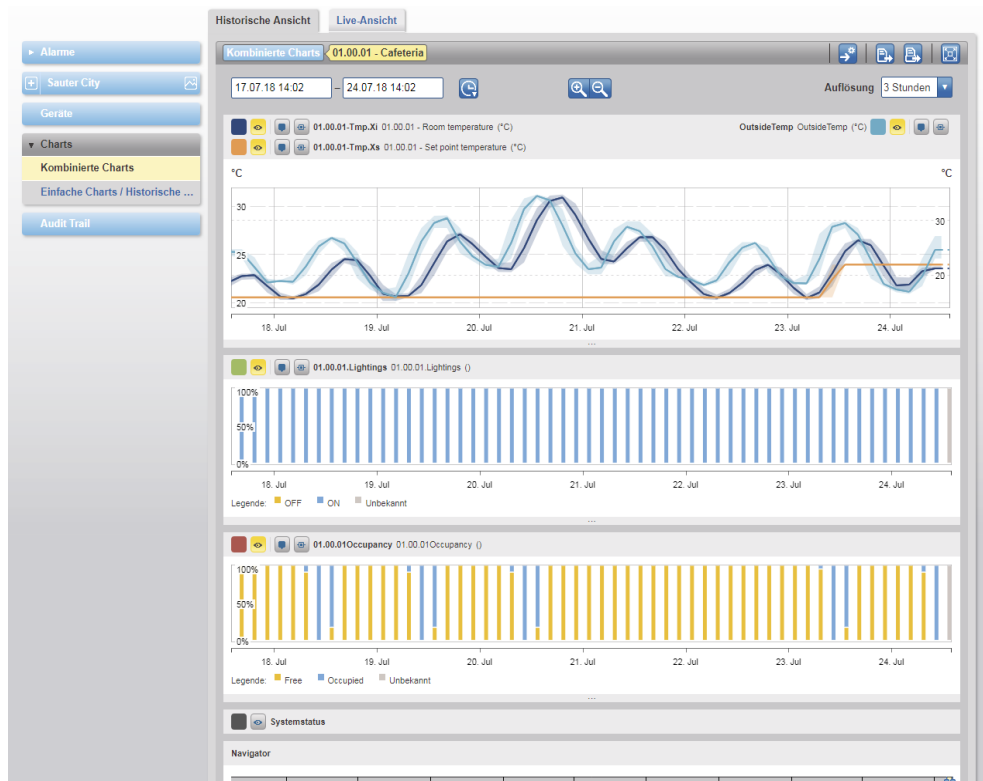 Historische Ansicht Live-Ansicht
Alarme
Sauter City
Geräte
Charts
Kombinierte Charts
Einfache Charts / Historische ...
Audit Trail
Kombinierte Charts 01.00.01 - Cafeteria
17.07.18 14:02 – 24.07.18 14:02 Auflösung 3 Stunden
01.00.01-Tmp.Xi 01.00.01 - Room temperature (°C) OutsideTemp OutsideTemp (°C)
01.00.01-Tmp.Xs 01.00.01 - Set point temperature (°C)
°C °C
30 30
25
20 20
18. Jul 19. Jul 20. Jul 21. Jul 22. Jul 23. Jul 24. Jul
...
01.00.01.Lightings 01.00.01.Lightings ()
100%
50%
0%
18. Jul 19. Jul 20. Jul 21. Jul 22. Jul 23. Jul 24. Jul
Legende: OFF ON Unbekannt
...
01.00.01Occupancy 01.00.01Occupancy ()
100%
50%
0%
18. Jul 19. Jul 20. Jul 21. Jul 22. Jul 23. Jul 24. Jul
Legende: Free Occupied Unbekannt
...
Systemstatus
Navigator